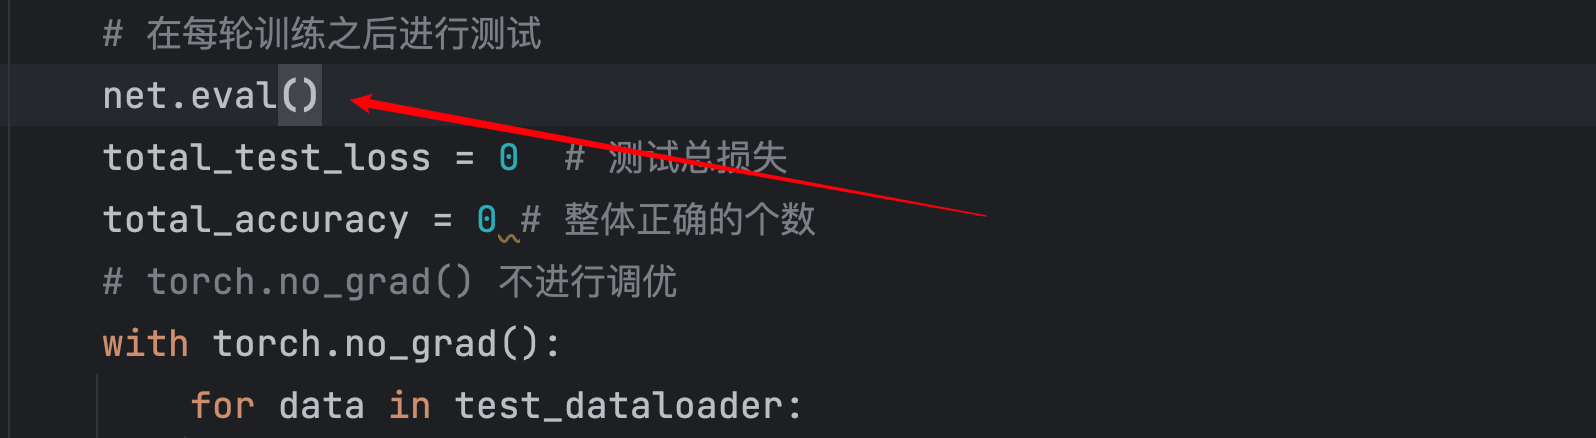 # 在每轮训练之后进行测试
net.eval()
total_test_loss = 0  # 测试总损失
total_accuracy = 0 # 整体正确的个数
# torch.no_grad() 不进行调优
with torch.no_grad():
for data in test_dataloader: